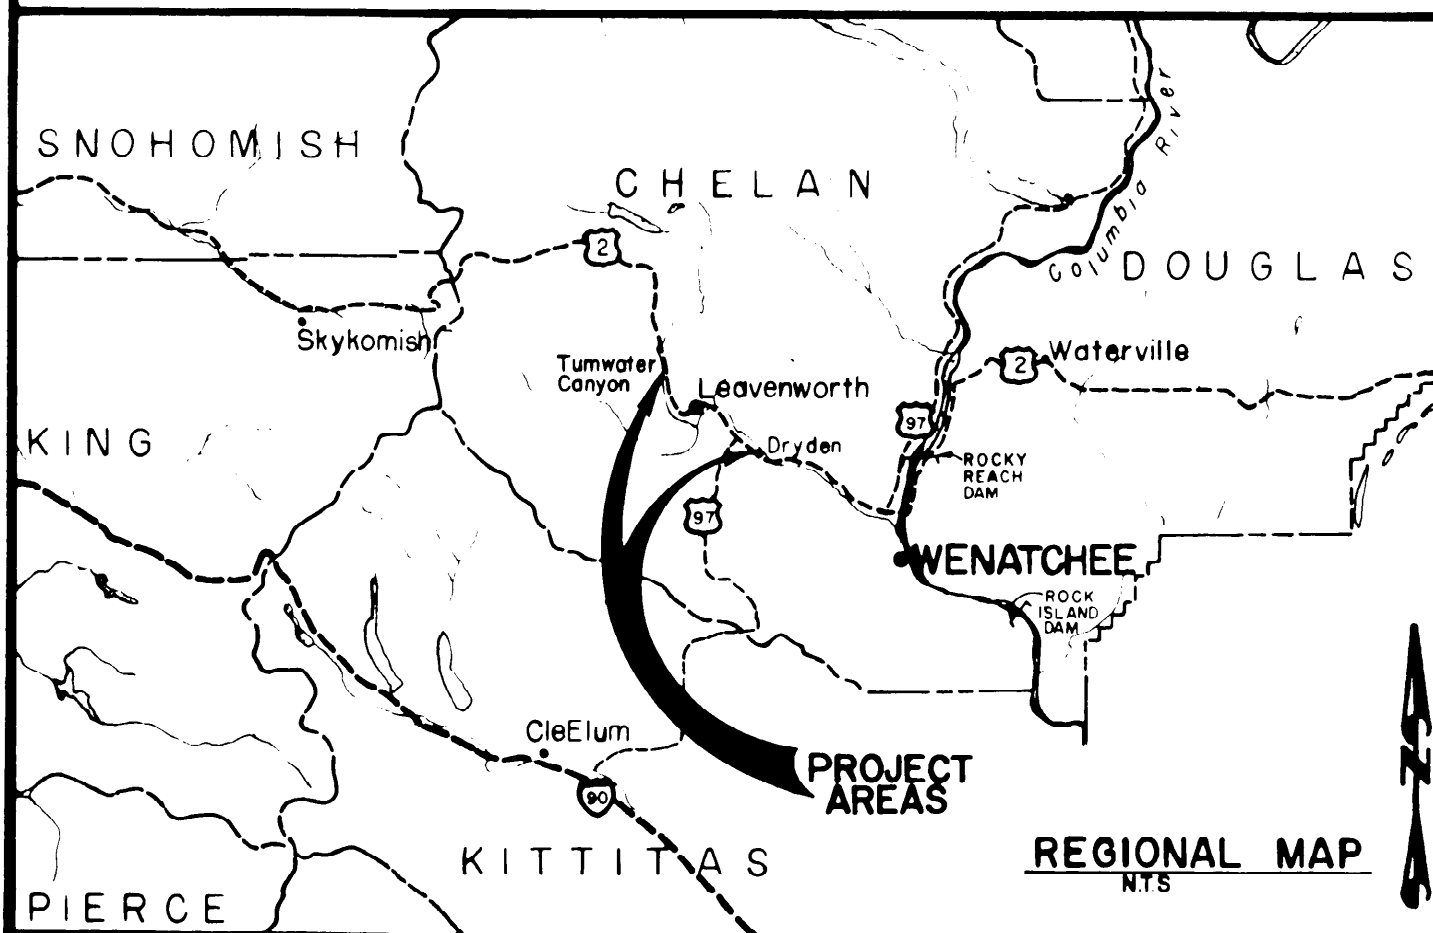 SNOHOMISH
CHELAN
Columbia River
2
DOUGLAS
Skykomish
Tumwater
Canyon
Leavenworth
2
Waterville
97
KING
Dryden
ROCKY
REACH
DAM
97
WENATCHEE
ROCK
ISLAND
DAM
CleElum
90
PROJECT
AREAS
N
KITTITAS
REGIONAL MAP
N.T.S
PIERCE